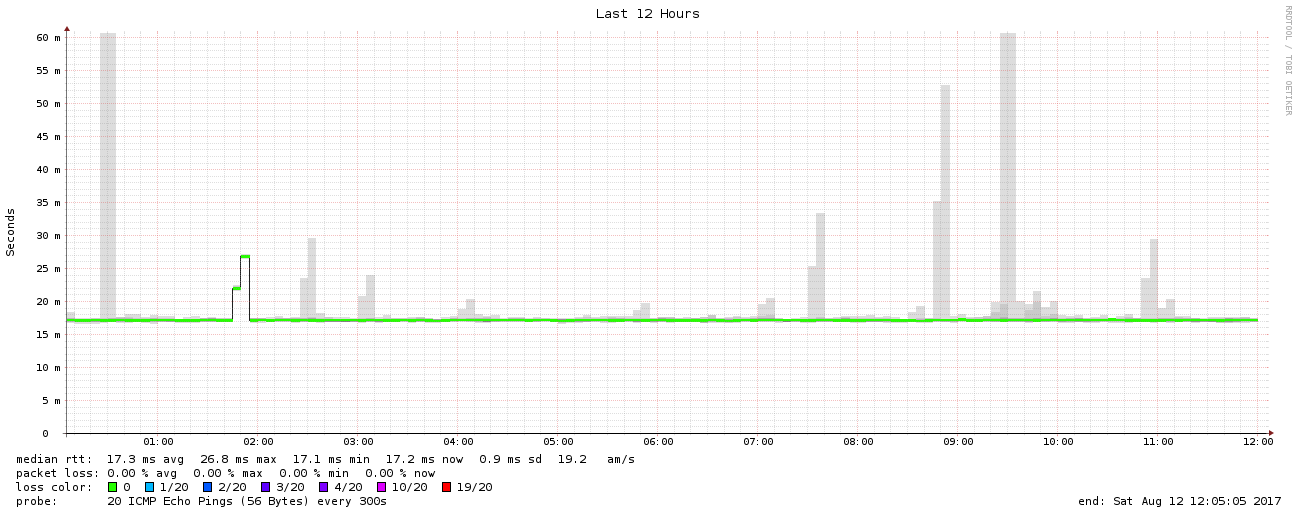 Last 12 Hours
RRDTOOL / TOBI OETIKER
Seconds
60 m
55 m
50 m
45 m
40 m
35 m
30 m
25 m
20 m
15 m
10 m
5 m
0
01:00 02:00 03:00 04:00 05:00 06:00 07:00 08:00 09:00 10:00 11:00 12:00
median rtt: 17.3 ms avg 26.8 ms max 17.1 ms min 17.2 ms now 0.9 ms sd 19.2 am/s
packet loss: 0.00 % avg 0.00 % max 0.00 % min 0.00 % now
loss color: 0 1/20 2/20 3/20 4/20 10/20 19/20
probe: 20 ICMP Echo Pings (56 Bytes) every 300s end: Sat Aug 12 12:05:05 2017